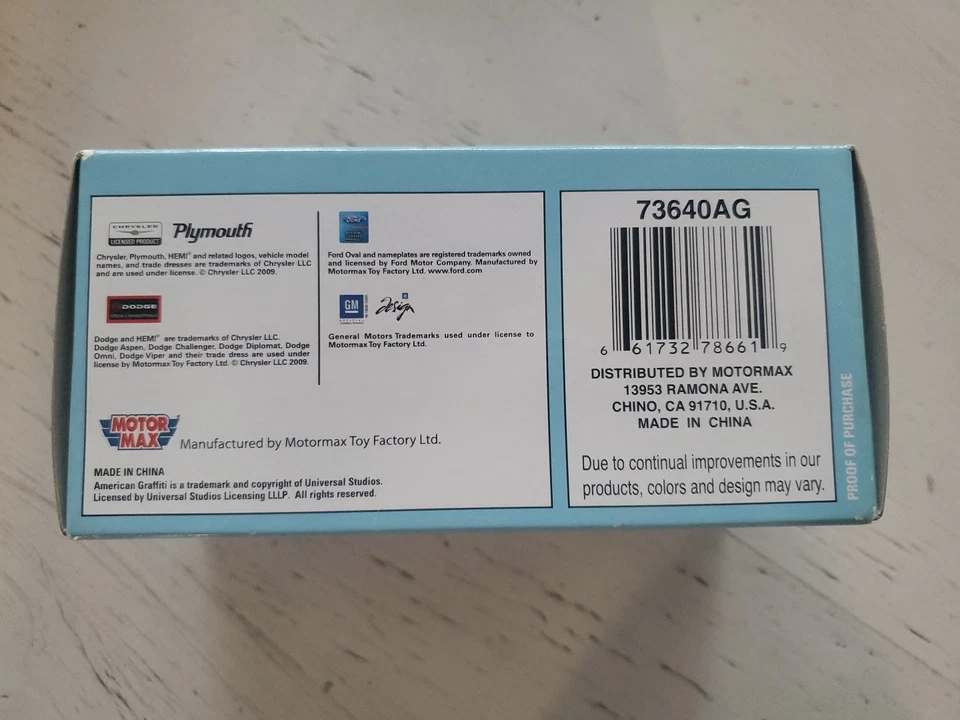 CHRYSLER
LICENSED PRODUCT
Plymouth
Chrysler, Plymouth, HEMI® and related logos, vehicle model
names, and trade dresses are trademarks of Chrysler LLC
and are used under license. © Chrysler LLC 2009.
DODGE
Official Licensed Product
Dodge and HEMI® are trademarks of Chrysler LLC.
Dodge Aspen, Dodge Challenger, Dodge Diplomat, Dodge
Omni, Dodge Viper and their trade dress are used under
license by Motormax Toy Factory Ltd. © Chrysler LLC 2009.
Ford
Ford Oval and nameplates are registered trademarks owned
and licensed by Ford Motor Company. Manufactured by
Motormax Toy Factory Ltd. www.ford.com
GM
design
General Motors Trademarks used under license to
Motormax Toy Factory Ltd.
MOTOR
MAX
Manufactured by Motormax Toy Factory Ltd.
MADE IN CHINA
American Graffiti is a trademark and copyright of Universal Studios.
Licensed by Universal Studios Licensing LLLP. All rights reserved.
73640AG
6 61732 78661 9
DISTRIBUTED BY MOTORMAX
13953 RAMONA AVE.
CHINO, CA 91710, U.S.A.
MADE IN CHINA
Due to continual improvements in our
products, colors and design may vary.
PROOF OF PURCHASE